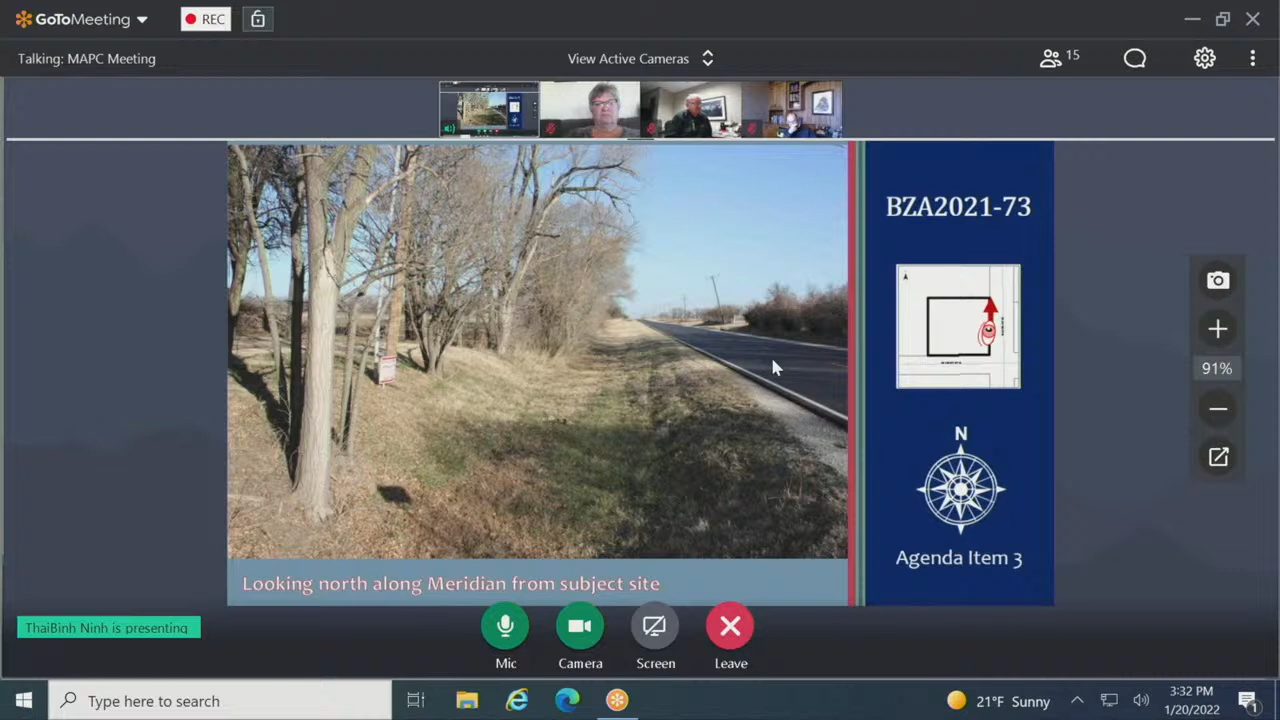 GoToMeeting
REC
Talking: MAPC Meeting
View Active Cameras
15
BZA2021-73
91%
N
Agenda Item 3
Looking north along Meridian from subject site
ThaiBinh Ninh is presenting
Mic
Camera
Screen
Leave
Type here to search
21°F Sunny
3:32 PM
1/20/2022
1